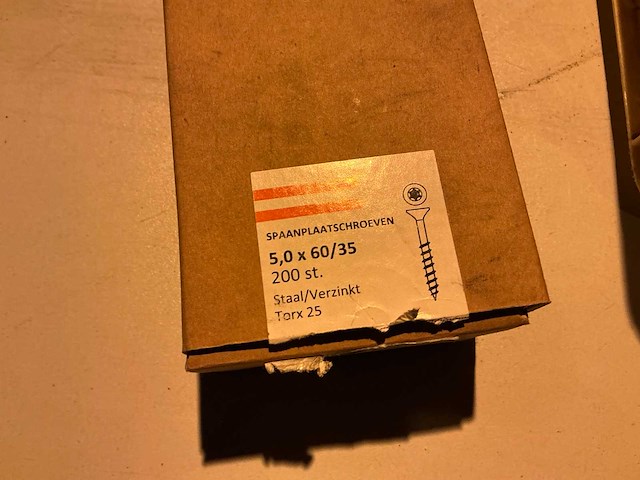 SPAANPLAATSCHROEVEN
5,0 x 60/35
200 st.
Staal/Verzinkt
Torx 25